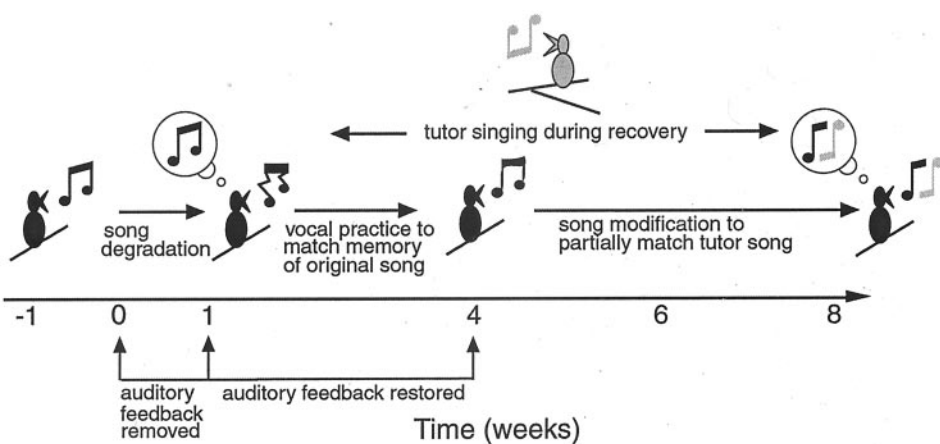 tutor singing during recovery
song
degradation
vocal practice to
match memory
of original song
song modification to
partially match tutor song
-1 0 1 4 6 8
auditory
feedback
removed
auditory feedback restored
Time (weeks)